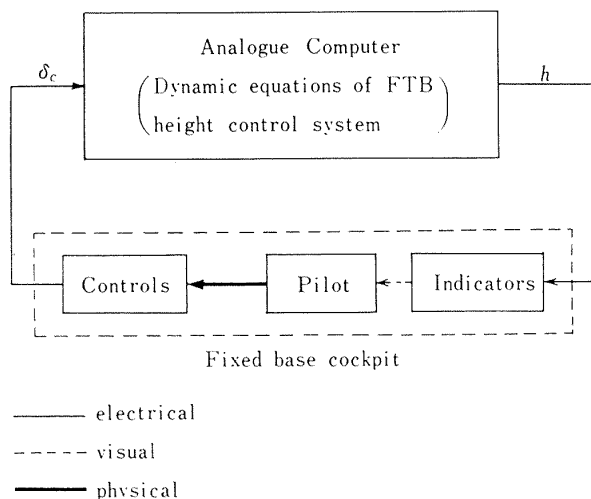 Analogue Computer
Dynamic equations of FTB
height control system
δc
h
Controls
Pilot
Indicators
Fixed base cockpit
electrical
visual
physical